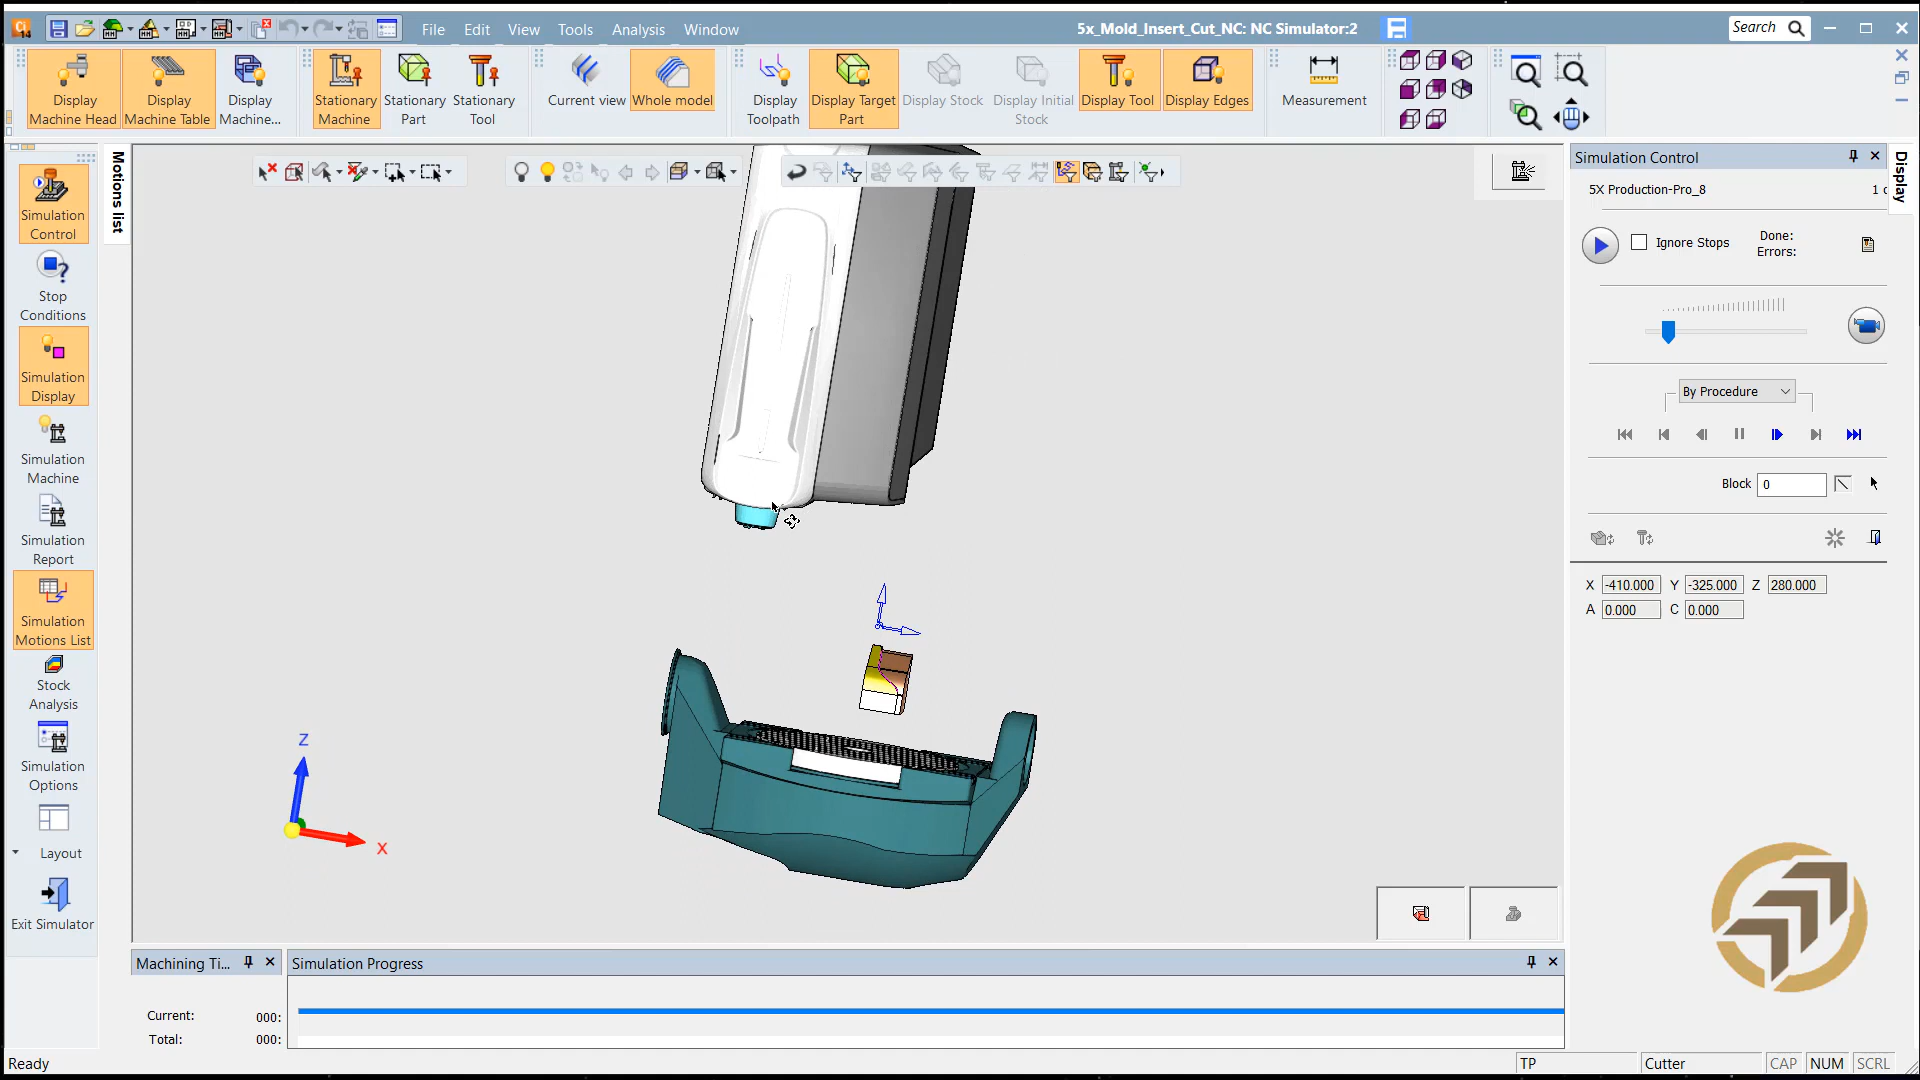 File Edit View Tools Analysis Window
5x_Mold_Insert_Cut_NC: NC Simulator:2
Search
Display Machine Head
Display Machine Table
Display Machine...
Stationary Machine
Stationary Part
Stationary Tool
Current view
Whole model
Display Toolpath
Display Target Part
Display Stock
Display Initial Stock
Display Tool
Display Edges
Measurement
Simulation Control
Stop Conditions
Simulation Display
Simulation Machine
Simulation Report
Simulation Motions List
Stock Analysis
Simulation Options
Layout
Exit Simulator
Motions list
Z
X
Simulation Control
Display
5X Production-Pro_8
1
Ignore Stops
Done:
Errors:
By Procedure
Block 0
X -410.000 Y -325.000 Z 280.000
A 0.000 C 0.000
Machining Ti...
Current: 000:
Total: 000:
Simulation Progress
Ready
TP
Cutter
CAP NUM SCRL